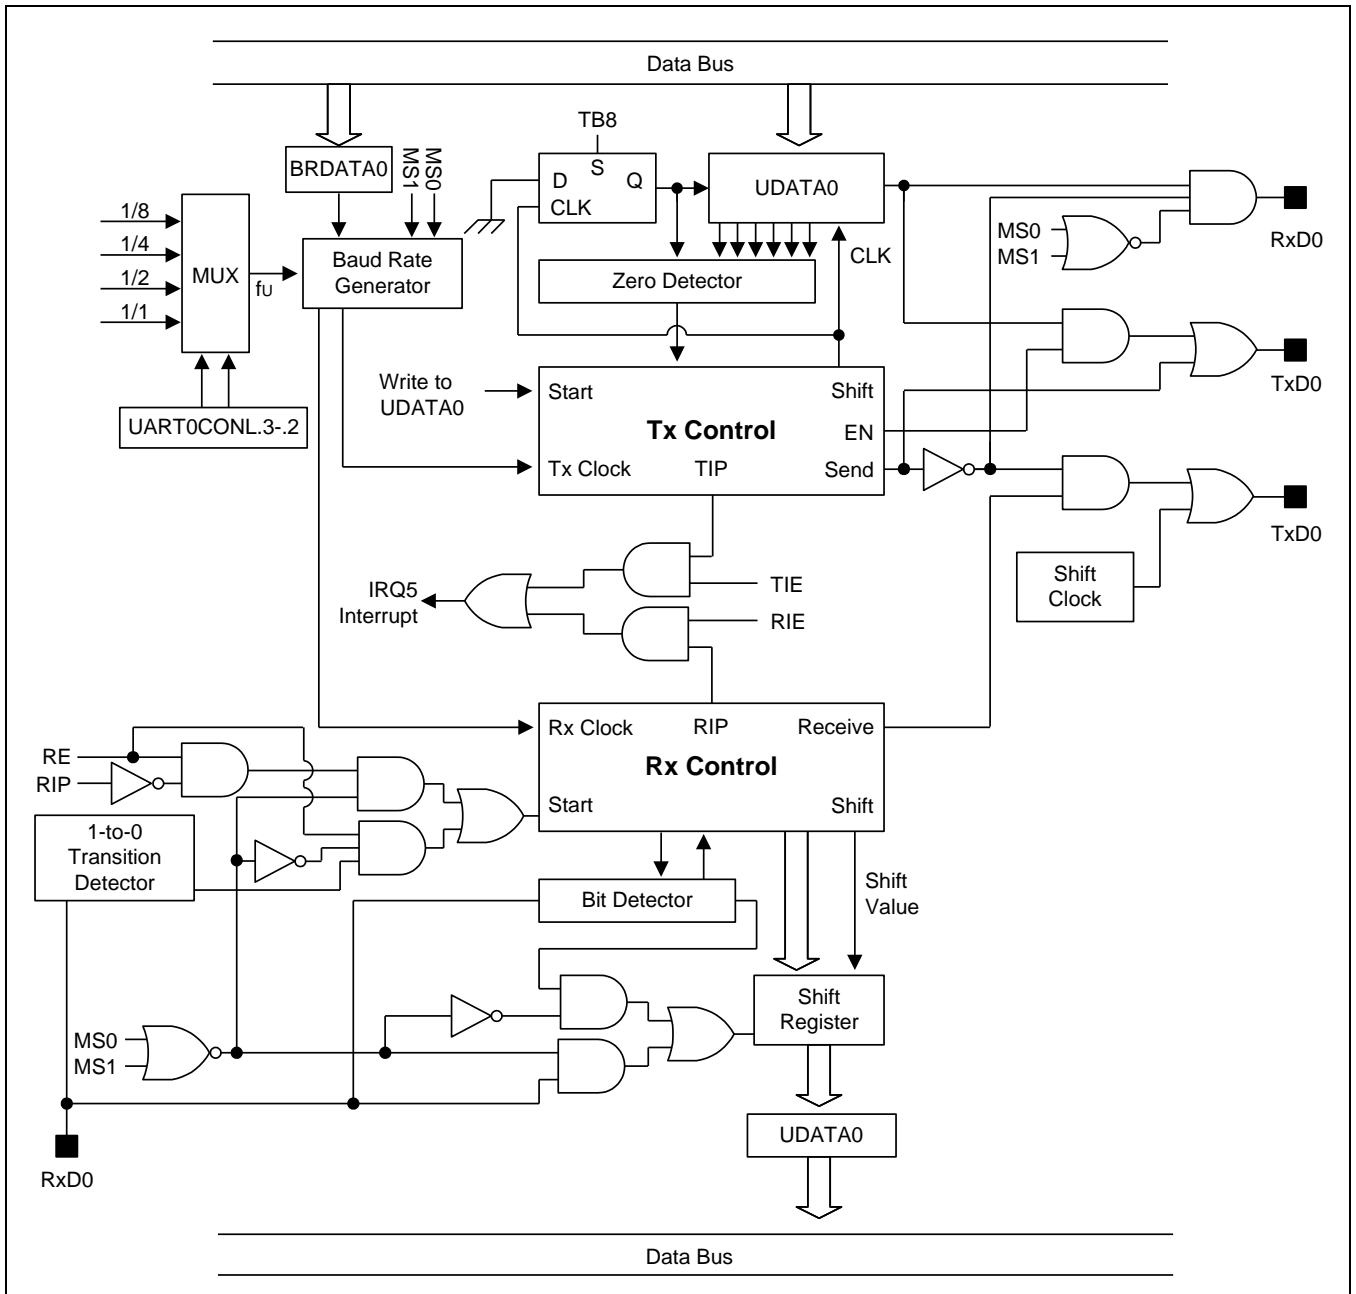 Data Bus
TB8
BRDATA0
MS1
MS0
D
S
Q
CLK
UDATA0
1/8
1/4
1/2
1/1
MUX
fU
Baud Rate
Generator
Zero Detector
CLK
MS0
MS1
RxD0
UART0CONL.3-.2
Write to
UDATA0
Start
Shift
Tx Control
EN
Tx Clock
TIP
Send
TxD0
TxD0
Shift
Clock
IRQ5
Interrupt
TIE
RIE
Rx Clock
RIP
Receive
Rx Control
Start
Shift
RE
RIP
1-to-0
Transition
Detector
Bit Detector
Shift
Value
MS0
MS1
Shift
Register
UDATA0
RxD0
Data Bus